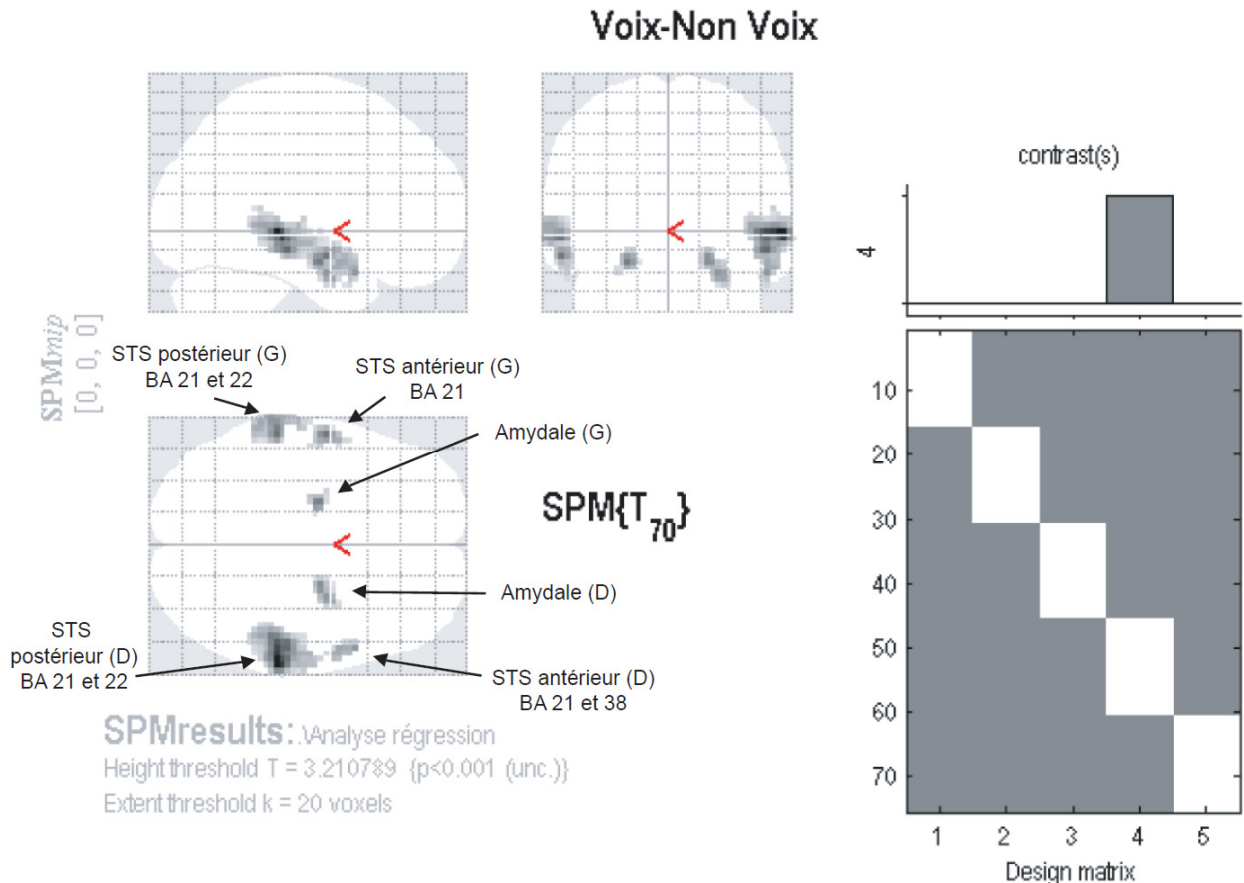 Voix-Non Voix
SPMmip
[0, 0, 0]
STS postérieur (G)
BA 21 et 22
STS antérieur (G)
BA 21
Amydale (G)
SPM{T70}
Amydale (D)
STS
postérieur (D)
BA 21 et 22
STS antérieur (D)
BA 21 et 38
SPMresults: .\Analyse régression
Height threshold T = 3.210789 {p<0.001 (unc.)}
Extent threshold k = 20 voxels
contrast(s)
4
10
20
30
40
50
60
70
1 2 3 4 5
Design matrix